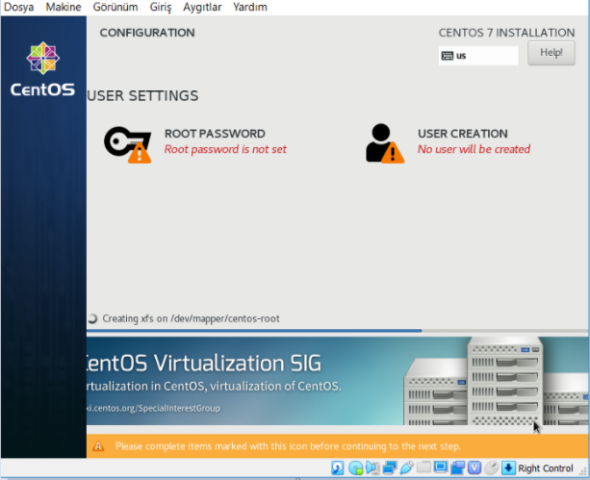 Dosya Makine Görünüm Giriş Aygıtlar Yardım
CONFIGURATION
CENTOS 7 INSTALLATION
us
Help!
CentOS
USER SETTINGS
ROOT PASSWORD
Root password is not set
USER CREATION
No user will be created
Creating xfs on /dev/mapper/centos-root
entOS Virtualization SIG
rtualization in CentOS, virtualization of CentOS.
ki.centos.org/SpecialInterestGroup
Please complete items marked with this icon before continuing to the next step.
Right Control